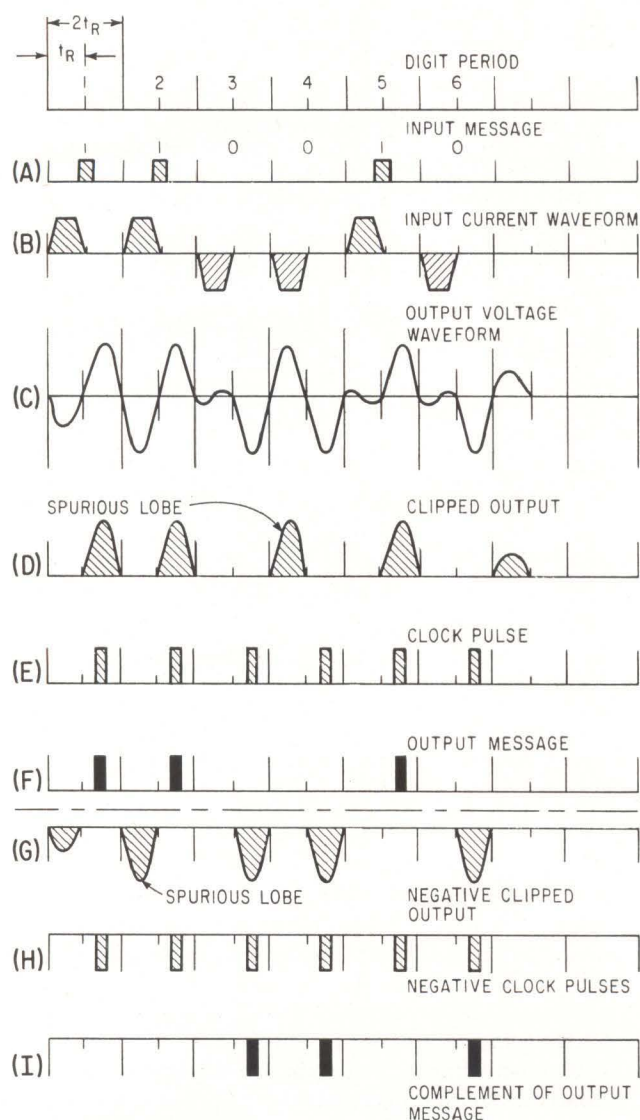 2tR
tR
DIGIT PERIOD
1 2 3 4 5 6
INPUT MESSAGE
1 1 0 0 1 0
(A)
(B)
INPUT CURRENT WAVEFORM
OUTPUT VOLTAGE
WAVEFORM
(C)
SPURIOUS LOBE
CLIPPED OUTPUT
(D)
CLOCK PULSE
(E)
OUTPUT MESSAGE
(F)
(G)
SPURIOUS LOBE
NEGATIVE CLIPPED
OUTPUT
(H)
NEGATIVE CLOCK PULSES
(I)
COMPLEMENT OF OUTPUT
MESSAGE